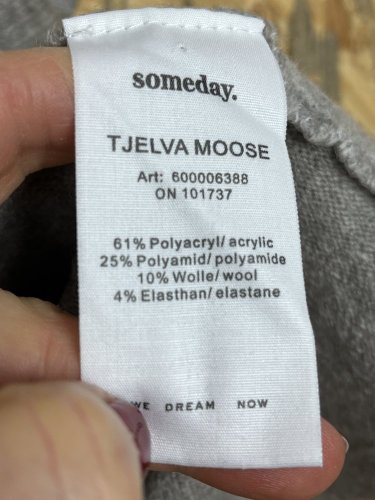 someday.
TJELVA MOOSE
Art: 600006388
ON 101737
61% Polyacryl/acrylic
25% Polyamid/polyamide
10% Wolle/wool
4% Elasthan/elastane
WE DREAM NOW